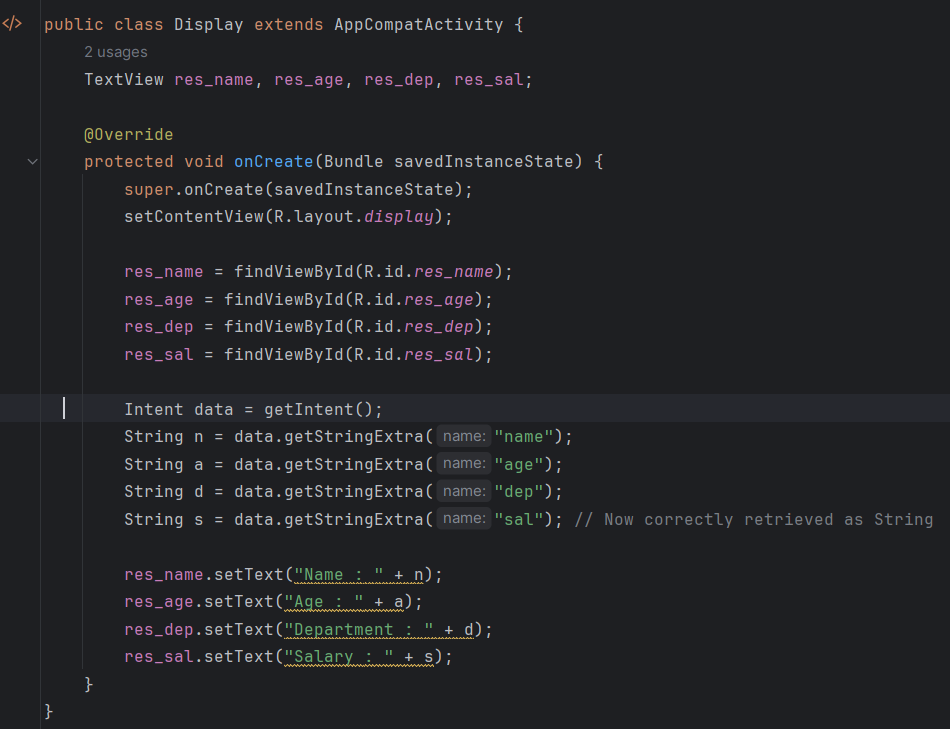 public class Display extends AppCompatActivity {
2 usages
TextView res_name, res_age, res_dep, res_sal;
@Override
protected void onCreate(Bundle savedInstanceState) {
super.onCreate(savedInstanceState);
setContentView(R.layout.display);
res_name = findViewById(R.id.res_name);
res_age = findViewById(R.id.res_age);
res_dep = findViewById(R.id.res_dep);
res_sal = findViewById(R.id.res_sal);
Intent data = getIntent();
String n = data.getStringExtra( name: "name");
String a = data.getStringExtra( name: "age");
String d = data.getStringExtra( name: "dep");
String s = data.getStringExtra( name: "sal"); // Now correctly retrieved as String
res_name.setText("Name : " + n);
res_age.setText("Age : " + a);
res_dep.setText("Department : " + d);
res_sal.setText("Salary : " + s);
}
}